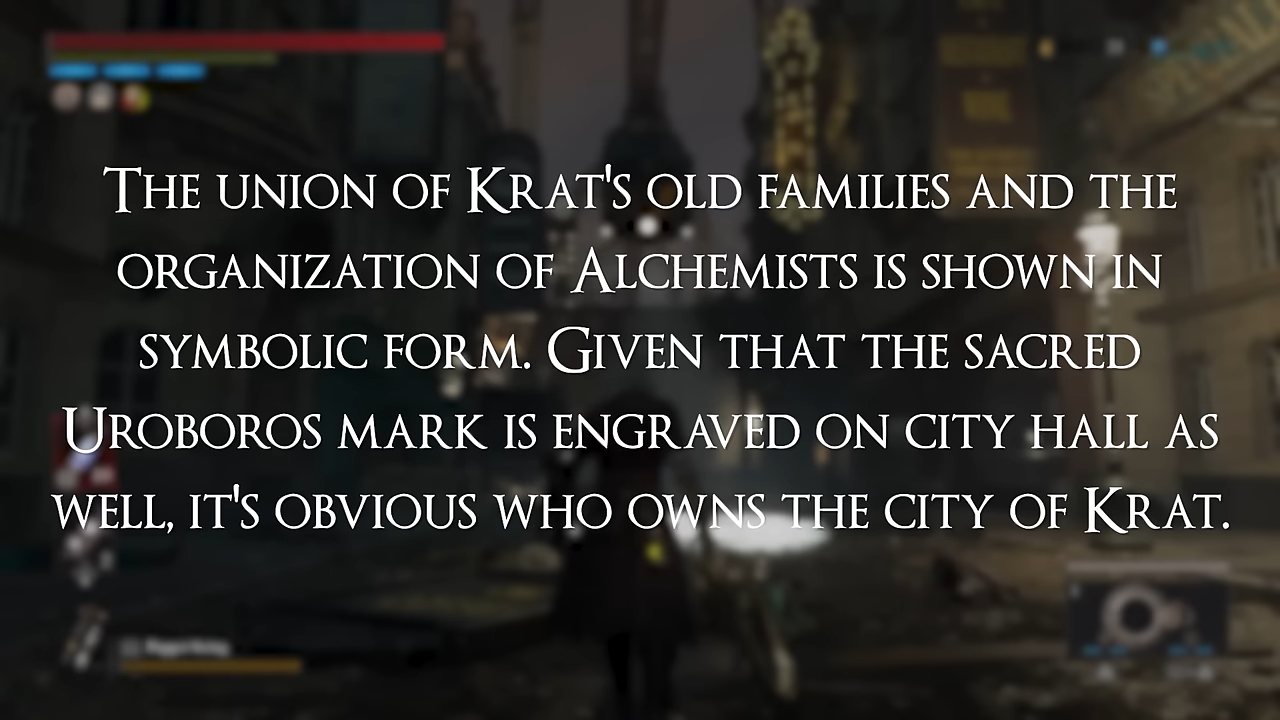 The union of Krat's old families and the
organization of Alchemists is shown in
symbolic form. Given that the sacred
Uroboros mark is engraved on city hall as
well, it's obvious who owns the city of Krat.